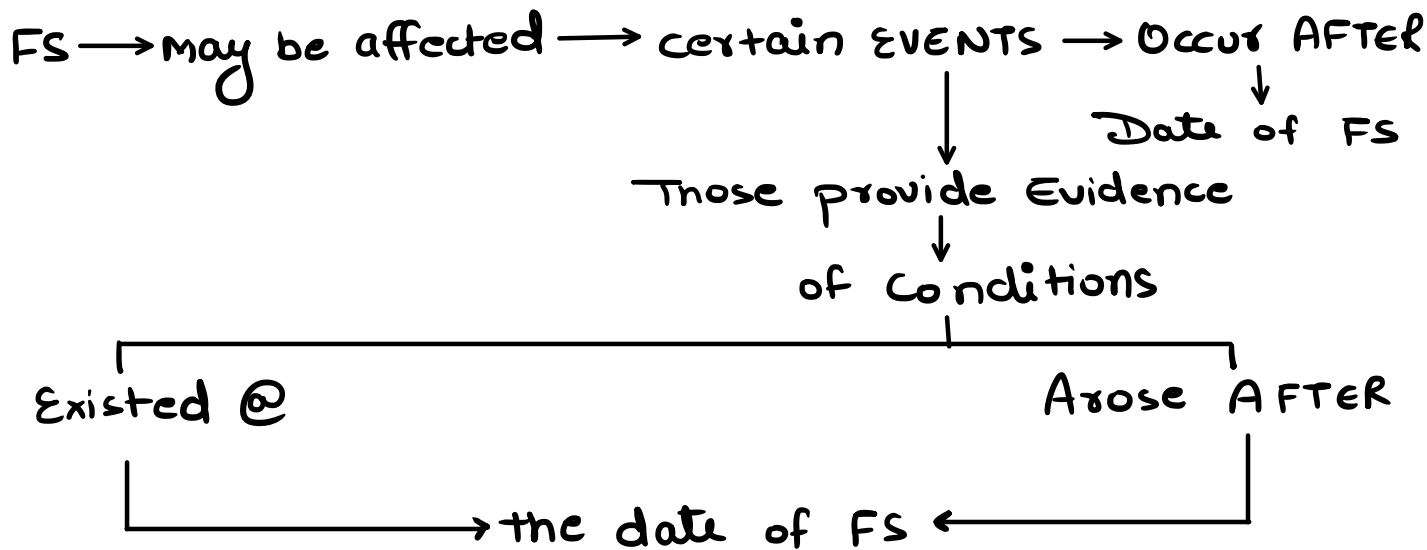 FS → may be affected → certain EVENTS → Occur AFTER
Date of FS
Those provide Evidence
of conditions
Existed @ Arose AFTER
the date of FS